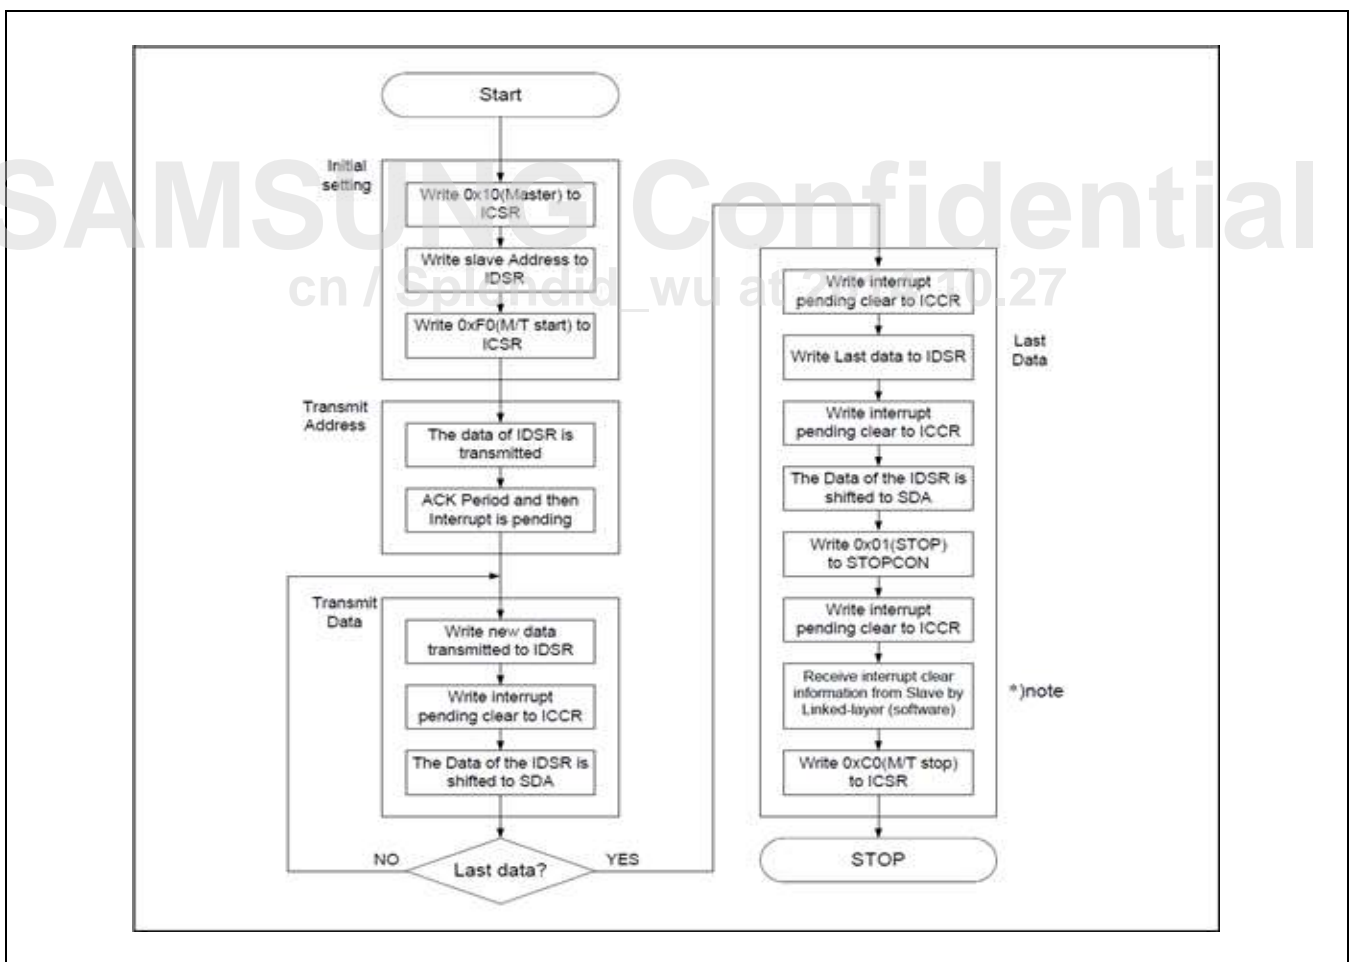 Start
SAMSUNG Confidential
cn / Splendid_wu at 2014.10.27
Initial
setting
Write 0x10(Master) to
ICSR
Write slave Address to
IDSR
Write 0xF0(M/T start) to
ICSR
Transmit
Address
The data of IDSR is
transmitted
ACK Period and then
Interrupt is pending
Transmit
Data
Write new data
transmitted to IDSR
Write interrupt
pending clear to ICCR
The Data of the IDSR is
shifted to SDA
NO
Last data?
YES
Write interrupt
pending clear to ICCR
Last
Data
Write Last data to IDSR
Write interrupt
pending clear to ICCR
The Data of the IDSR is
shifted to SDA
Write 0x01(STOP)
to STOPCON
Write interrupt
pending clear to ICCR
Receive interrupt clear
information from Slave by
Linked-layer (software)
*)note
Write 0xC0(M/T stop)
to ICSR
STOP